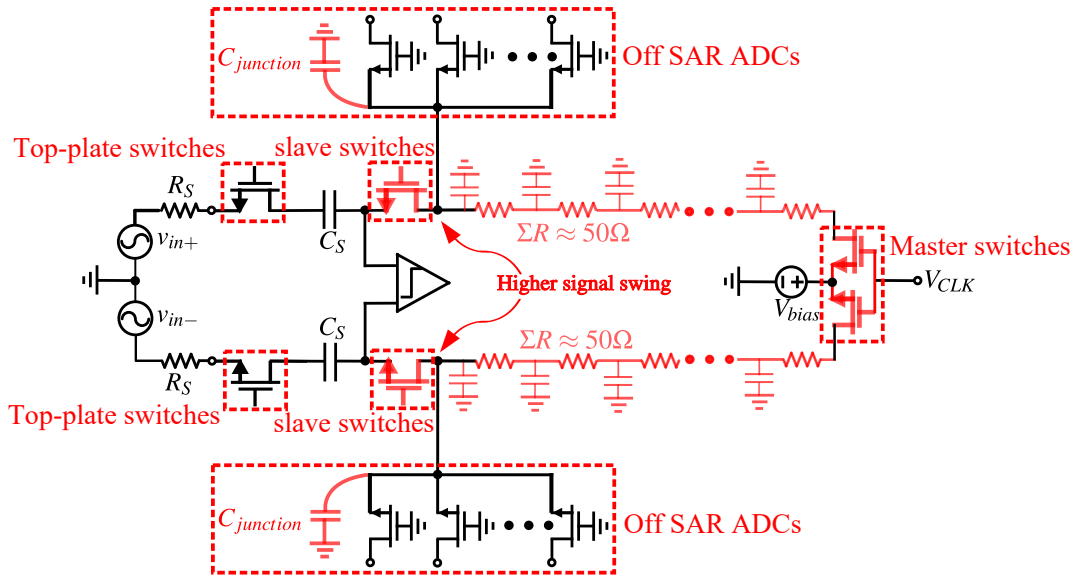 C_junction
Off SAR ADCs
Top-plate switches
slave switches
R_S
C_S
ΣR ≈ 50Ω
v_in+
Master switches
Higher signal swing
V_CLK
V_bias
v_in−
C_S
ΣR ≈ 50Ω
R_S
Top-plate switches
slave switches
C_junction
Off SAR ADCs